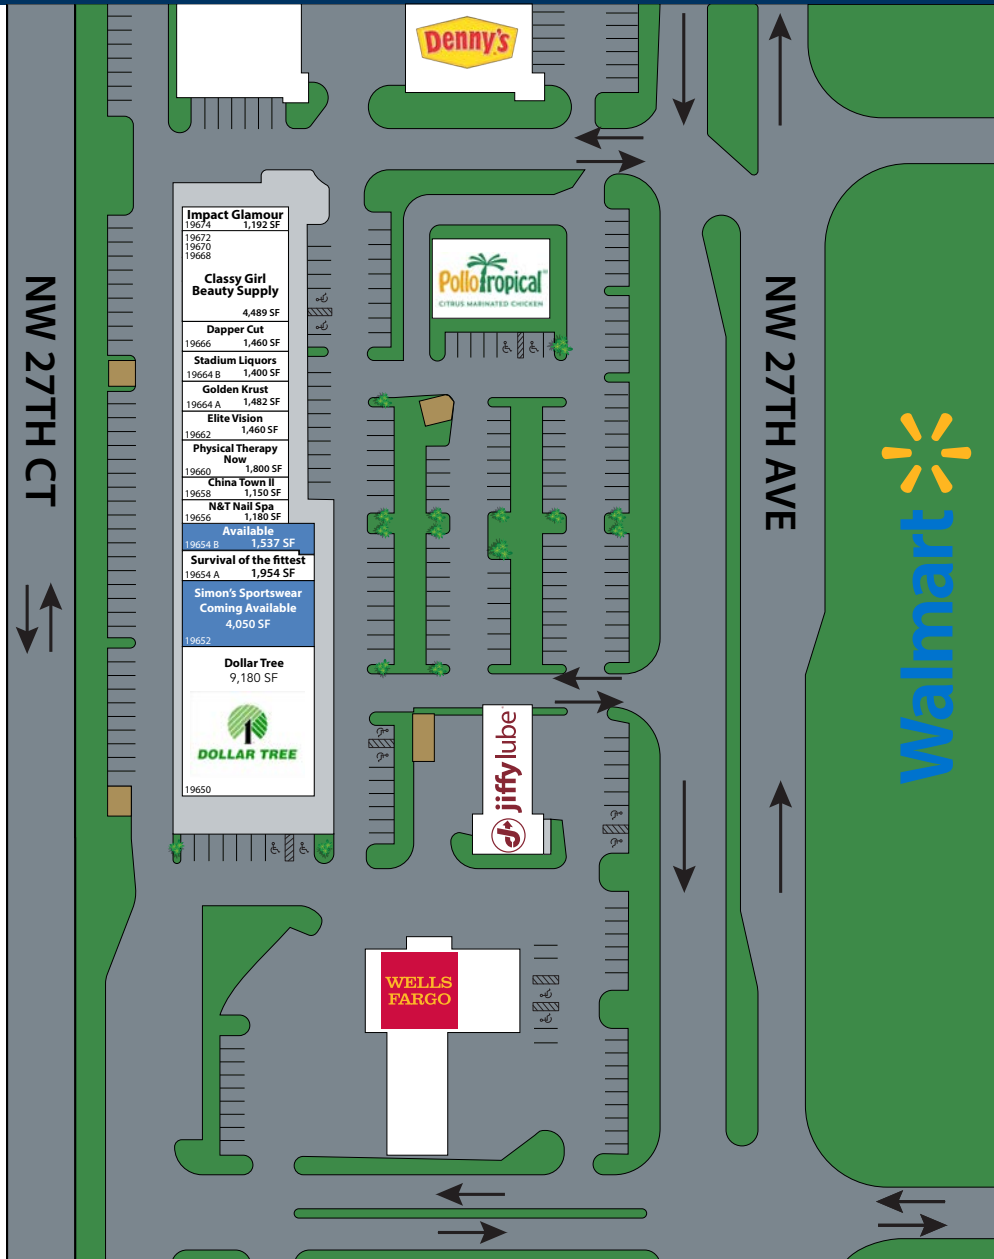 Denny's
Impact Glamour
19674 1,192 SF
19672
19670
19668
Classy Girl
Beauty Supply
4,489 SF
Dapper Cut
19666 1,460 SF
Stadium Liquors
19664 B 1,400 SF
Golden Krust
19664 A 1,482 SF
Elite Vision
19662 1,460 SF
Physical Therapy
Now
19660 1,800 SF
China Town II
19658 1,150 SF
N&T Nail Spa
19656 1,180 SF
Available
19654 B 1,537 SF
Survival of the fittest
19654 A 1,954 SF
Simon's Sportswear
Coming Available
4,050 SF
19652
Dollar Tree
9,180 SF
DOLLAR TREE
19650
Pollo Tropical
CITRUS MARINATED CHICKEN
jiffy lube
WELLS
FARGO
NW 27TH CT
NW 27TH AVE
Walmart